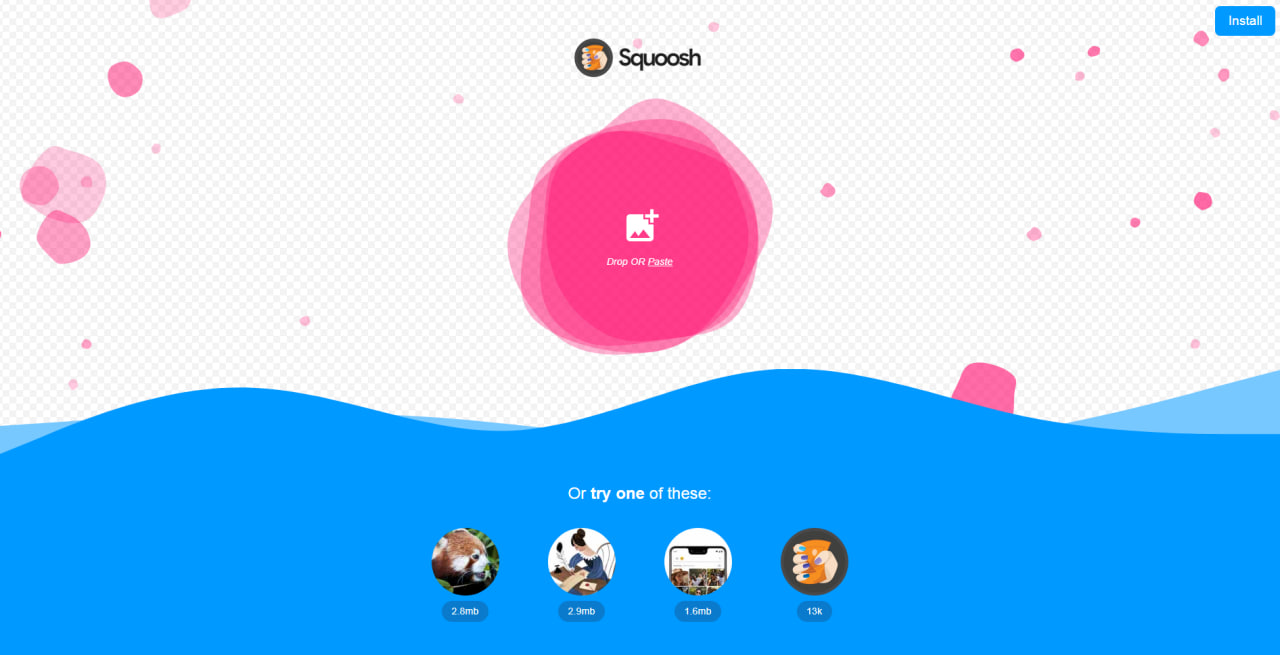 Install
Squoosh
Drop OR Paste
Or try one of these:
2.8mb
2.9mb
1.6mb
13k